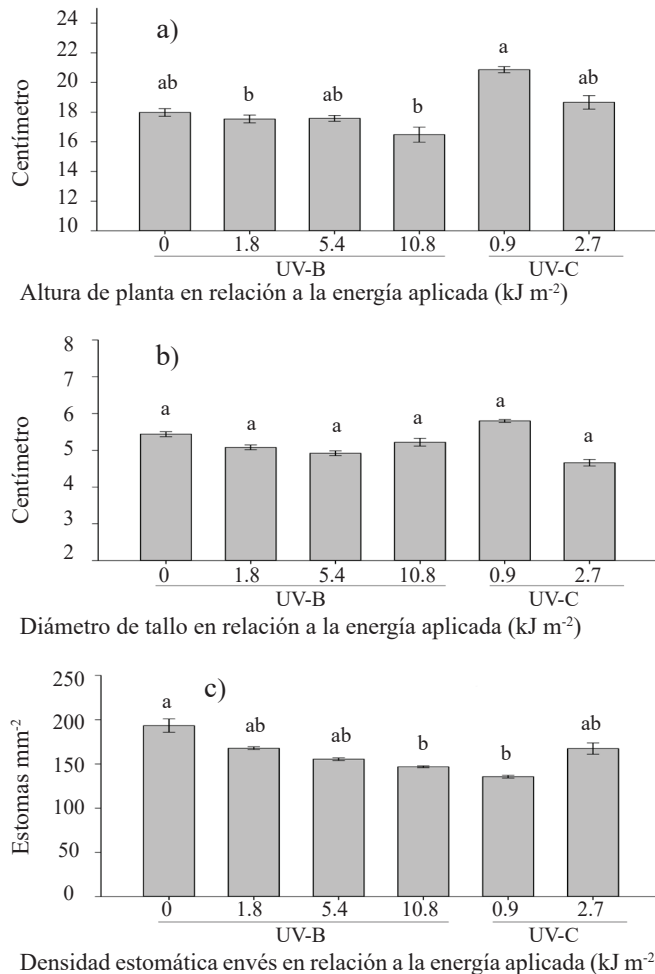 a)
Centímetro
24
22
20
18
16
14
12
10
ab b ab b a ab
0 1.8 5.4 10.8 0.9 2.7
UV-B UV-C
Altura de planta en relación a la energía aplicada (kJ m-2)
b)
Centímetro
8
7
6
5
4
3
2
a a a a a a
0 1.8 5.4 10.8 0.9 2.7
UV-B UV-C
Diámetro de tallo en relación a la energía aplicada (kJ m-2)
c)
Estomas mm-2
250
200
150
100
50
0
a ab ab b b ab
0 1.8 5.4 10.8 0.9 2.7
UV-B UV-C
Densidad estomática envés en relación a la energía aplicada (kJ m-2